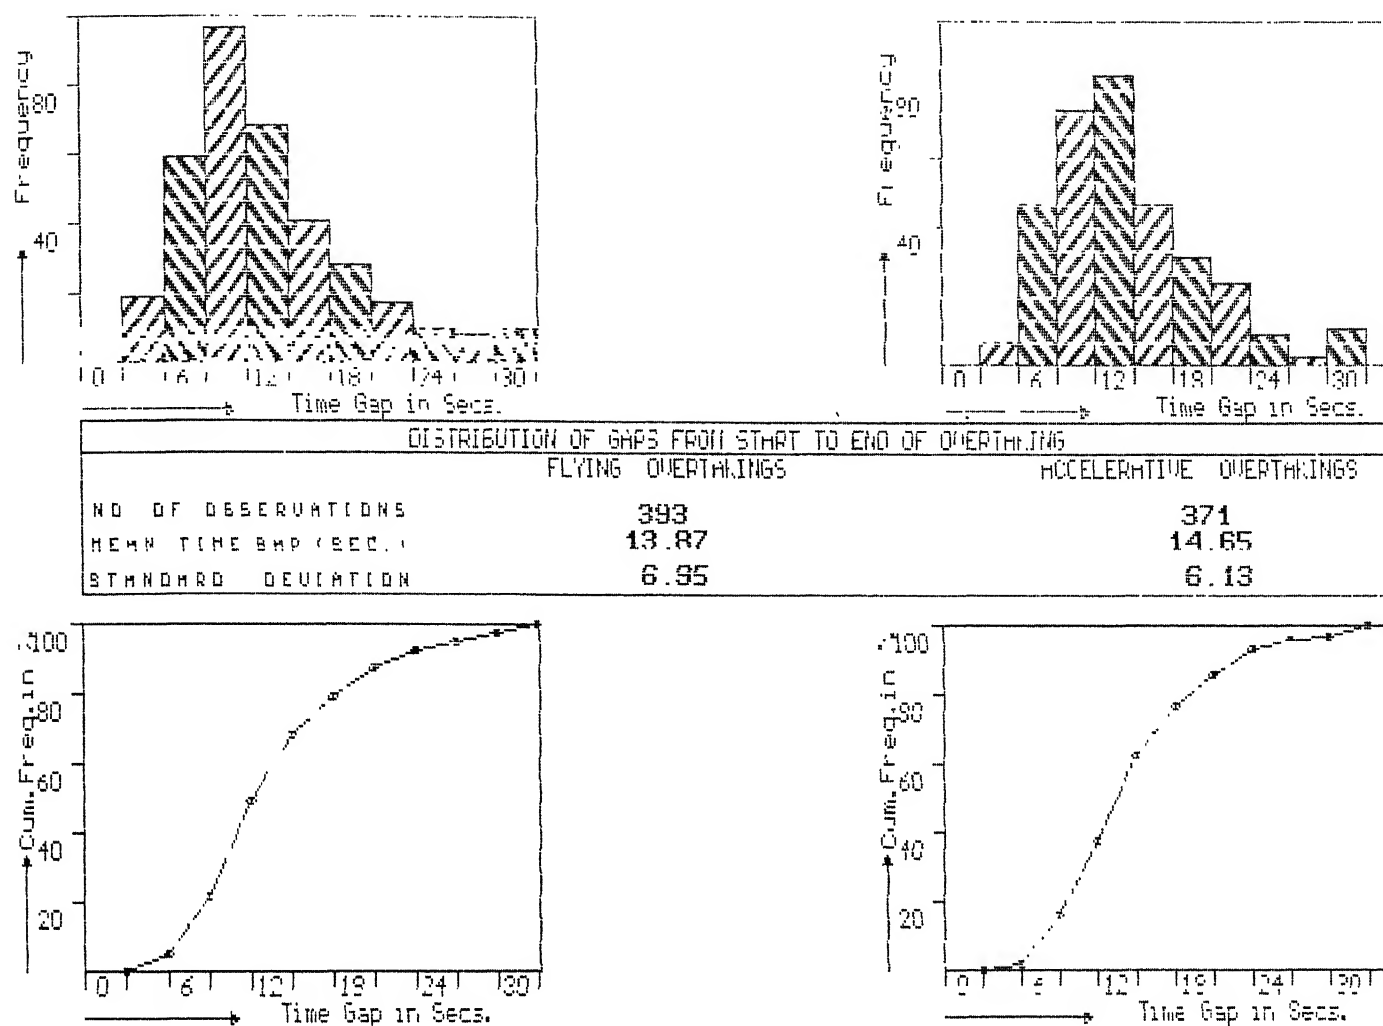 Frequency
80
40
0 6 12 18 24 30
Time Gap in Secs.
Frequency
80
40
0 6 12 18 24 30
Time Gap in Secs.
DISTRIBUTION OF GAPS FROM START TO END OF OVERTAKING
FLYING OVERTAKINGS ACCELERATIVE OVERTAKINGS
NO OF OBSERVATIONS 393 371
MEAN TIME GAP (SEC.) 13.87 14.65
STANDARD DEVIATION 6.95 6.13
Cum.Freq.in
100
80
60
40
20
0 6 12 18 24 30
Time Gap in Secs.
Cum.Freq.in
100
80
60
40
20
0 6 12 18 24 30
Time Gap in Secs.